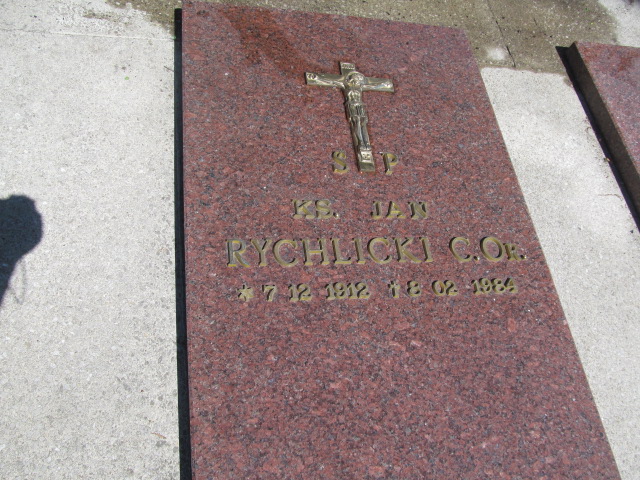 S P
KS. JAN
RYCHLICKI C.OR.
* 7 12 1912 † 8 02 1984